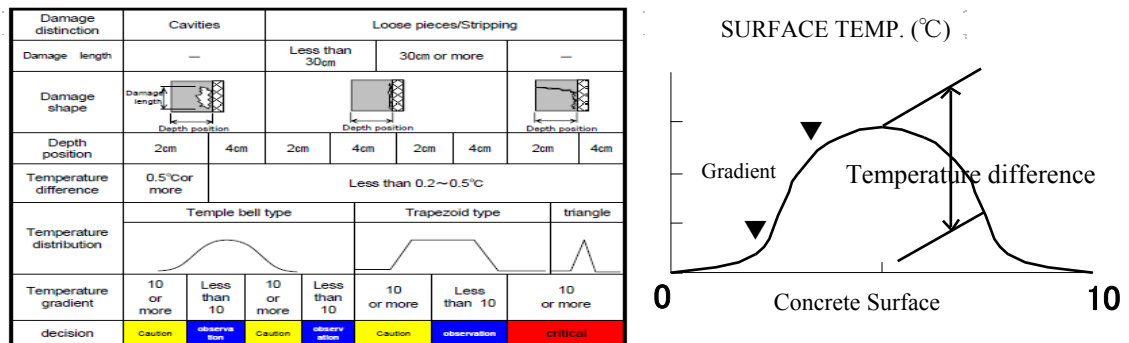 Damage
distinction
Cavities
Loose pieces/Stripping
Damage length
—
Less than
30cm
30cm or more
—
Damage
shape
Damage
length
Depth position
Depth position
Depth position
Depth
position
2cm
4cm
2cm
4cm
2cm
4cm
2cm
4cm
Temperature
difference
0.5℃or
more
Less than 0.2～0.5℃
Temperature
distribution
Temple bell type
Trapezoid type
triangle
Temperature
gradient
10
or
more
Less
than
10
10
or
more
Less
than
10
10
or more
Less
than 10
10
or more
decision
Caution
observa
tion
Caution
observ
ation
Caution
observation
critical
SURFACE TEMP. (℃)
Gradient
Temperature difference
0
Concrete Surface
10